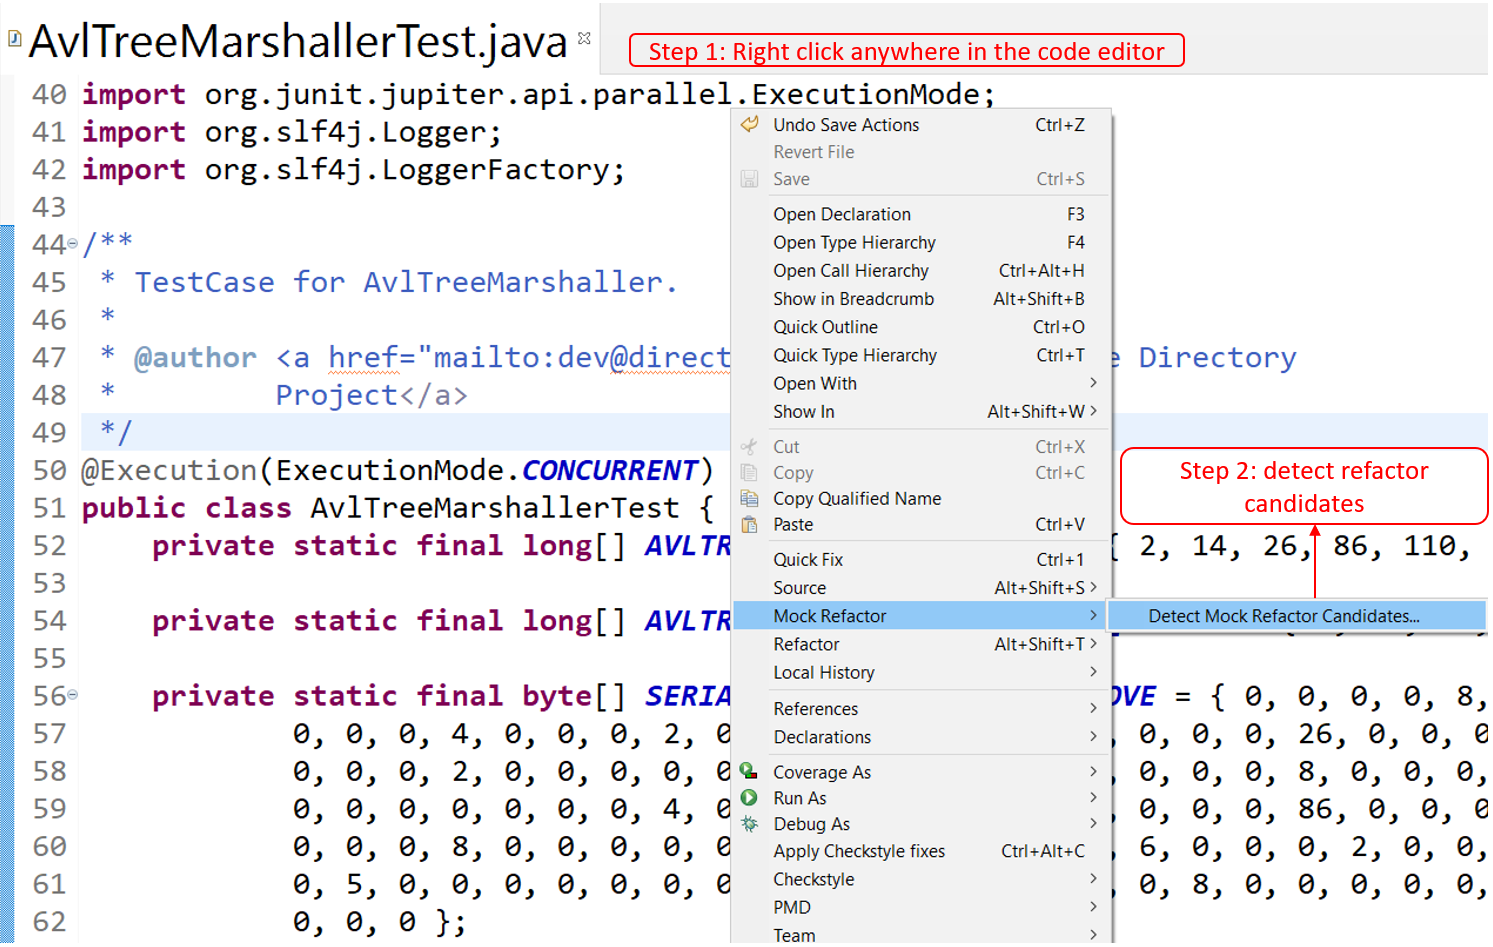 AvlTreeMarshallerTest.java
Step 1: Right click anywhere in the code editor
40 import org.junit.jupiter.api.parallel.ExecutionMode;
41 import org.slf4j.Logger;
42 import org.slf4j.LoggerFactory;
43
44 /**
45 * TestCase for AvlTreeMarshaller.
46 *
47 * @author <a href="mailto:dev@direct e Directory
48 * Project</a>
49 */
50 @Execution(ExecutionMode.CONCURRENT)
51 public class AvlTreeMarshallerTest {
52 private static final long[] AVLTR { 2, 14, 26, 86, 110,
53
54 private static final long[] AVLTR
55
56 private static final byte[] SERIA OVE = { 0, 0, 0, 0, 8,
57 0, 0, 0, 4, 0, 0, 0, 2, 0 , 0, 0, 0, 26, 0, 0, 0
58 0, 0, 0, 2, 0, 0, 0, 0, 0 , 0, 0, 0, 8, 0, 0, 0,
59 0, 0, 0, 0, 0, 0, 0, 4, 0 , 0, 0, 0, 86, 0, 0, 0
60 0, 0, 0, 8, 0, 0, 0, 0, 0 , 6, 0, 0, 0, 2, 0, 0,
61 0, 5, 0, 0, 0, 0, 0, 0, 0 , 0, 8, 0, 0, 0, 0, 0,
62 0, 0, 0 };
Undo Save Actions Ctrl+Z
Revert File
Save Ctrl+S
Open Declaration F3
Open Type Hierarchy F4
Open Call Hierarchy Ctrl+Alt+H
Show in Breadcrumb Alt+Shift+B
Quick Outline Ctrl+O
Quick Type Hierarchy Ctrl+T
Open With
Show In Alt+Shift+W
Cut Ctrl+X
Copy Ctrl+C
Copy Qualified Name
Paste Ctrl+V
Quick Fix Ctrl+1
Source Alt+Shift+S
Mock Refactor
Refactor Alt+Shift+T
Local History
References
Declarations
Coverage As
Run As
Debug As
Apply Checkstyle fixes Ctrl+Alt+C
Checkstyle
PMD
Team
Step 2: detect refactor
candidates
Detect Mock Refactor Candidates...